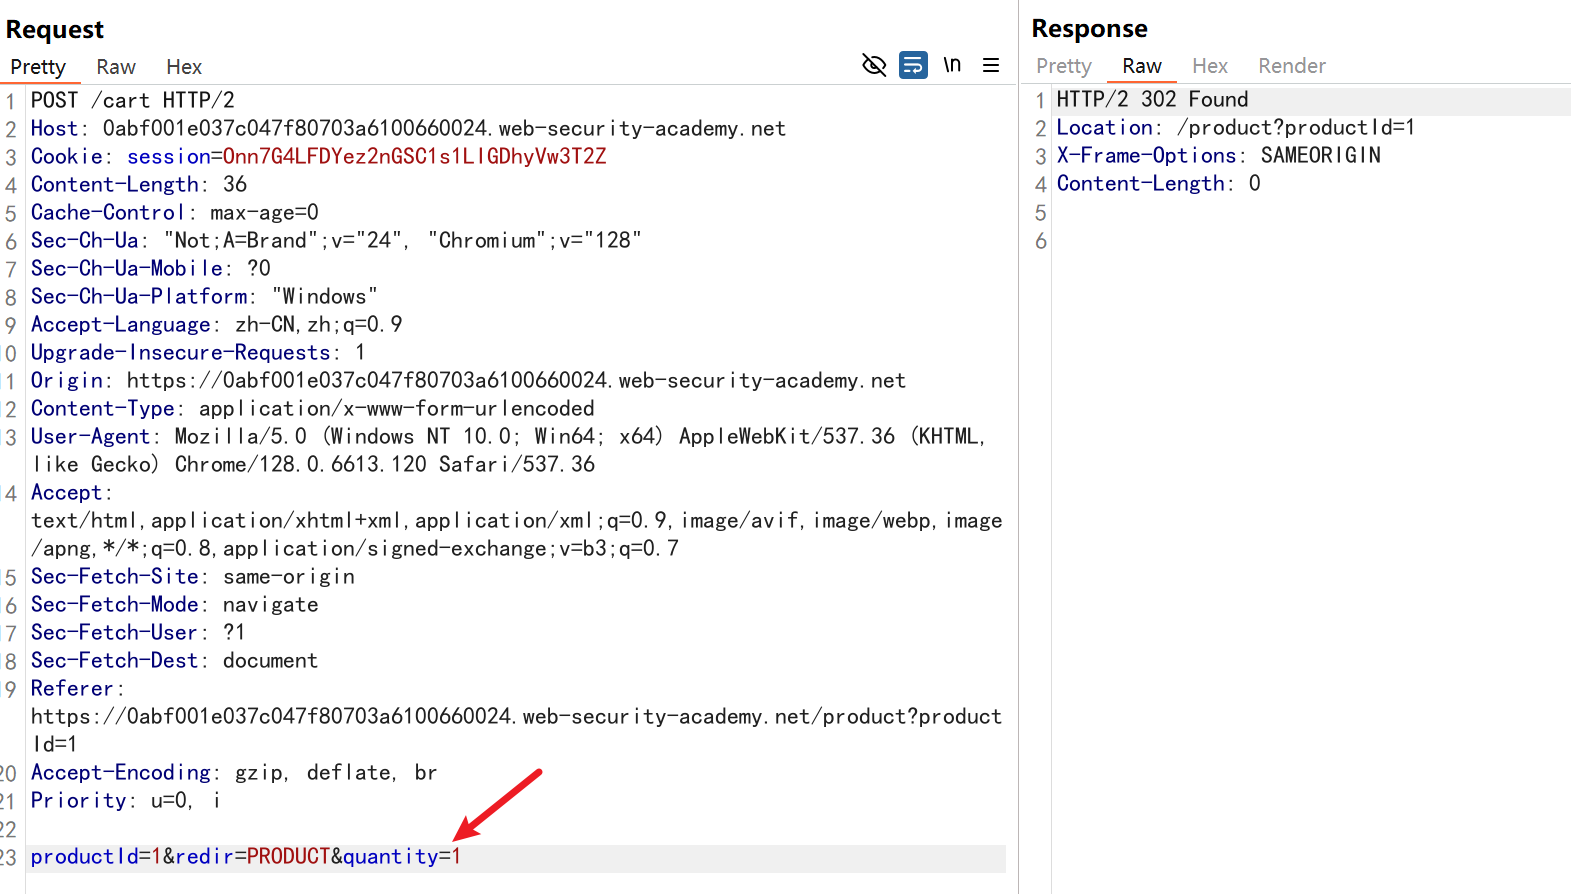 Request
Pretty Raw Hex
\n
1 POST /cart HTTP/2
2 Host: 0abf001e037c047f80703a6100660024.web-security-academy.net
3 Cookie: session=Onn7G4LFDYez2nGSC1s1LIGDhyVw3T2Z
4 Content-Length: 36
5 Cache-Control: max-age=0
6 Sec-Ch-Ua: "Not;A=Brand";v="24", "Chromium";v="128"
7 Sec-Ch-Ua-Mobile: ?0
8 Sec-Ch-Ua-Platform: "Windows"
9 Accept-Language: zh-CN,zh;q=0.9
0 Upgrade-Insecure-Requests: 1
1 Origin: https://0abf001e037c047f80703a6100660024.web-security-academy.net
2 Content-Type: application/x-www-form-urlencoded
3 User-Agent: Mozilla/5.0 (Windows NT 10.0; Win64; x64) AppleWebKit/537.36 (KHTML,
like Gecko) Chrome/128.0.6613.120 Safari/537.36
4 Accept:
text/html,application/xhtml+xml,application/xml;q=0.9,image/avif,image/webp,image
/apng,*/*;q=0.8,application/signed-exchange;v=b3;q=0.7
5 Sec-Fetch-Site: same-origin
6 Sec-Fetch-Mode: navigate
7 Sec-Fetch-User: ?1
8 Sec-Fetch-Dest: document
9 Referer:
https://0abf001e037c047f80703a6100660024.web-security-academy.net/product?product
Id=1
20 Accept-Encoding: gzip, deflate, br
21 Priority: u=0, i
22
23 productId=1&redir=PRODUCT&quantity=1
Response
Pretty Raw Hex Render
1 HTTP/2 302 Found
2 Location: /product?productId=1
3 X-Frame-Options: SAMEORIGIN
4 Content-Length: 0
5
6